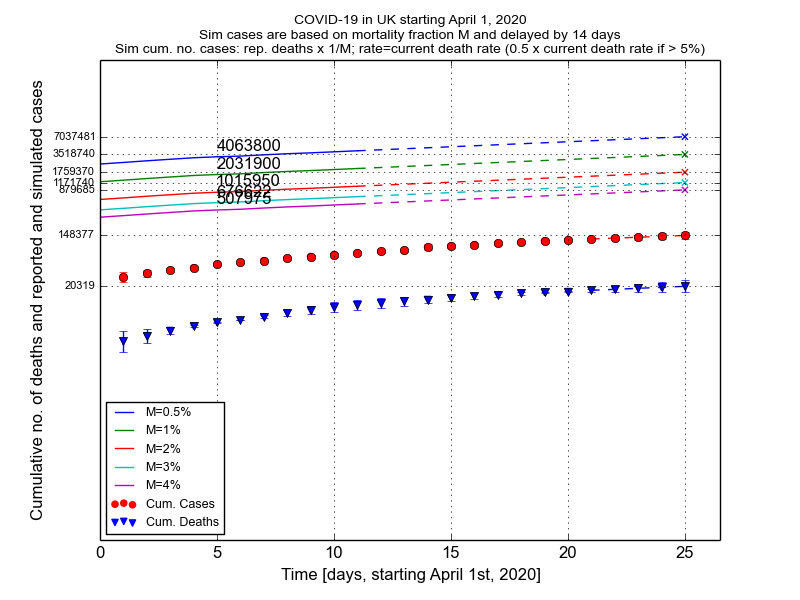 COVID-19 in UK starting April 1, 2020
Sim cases are based on mortality fraction M and delayed by 14 days
Sim cum. no. cases: rep. deaths x 1/M; rate=current death rate (0.5 x current death rate if > 5%)
Cumulative no. of deaths and reported and simulated cases
7037481
3518740
1759370
1171740
879685
148377
20319
4063800
2031900
1015950
676622
507975
M=0.5%
M=1%
M=2%
M=3%
M=4%
Cum. Cases
Cum. Deaths
0 5 10 15 20 25
Time [days, starting April 1st, 2020]